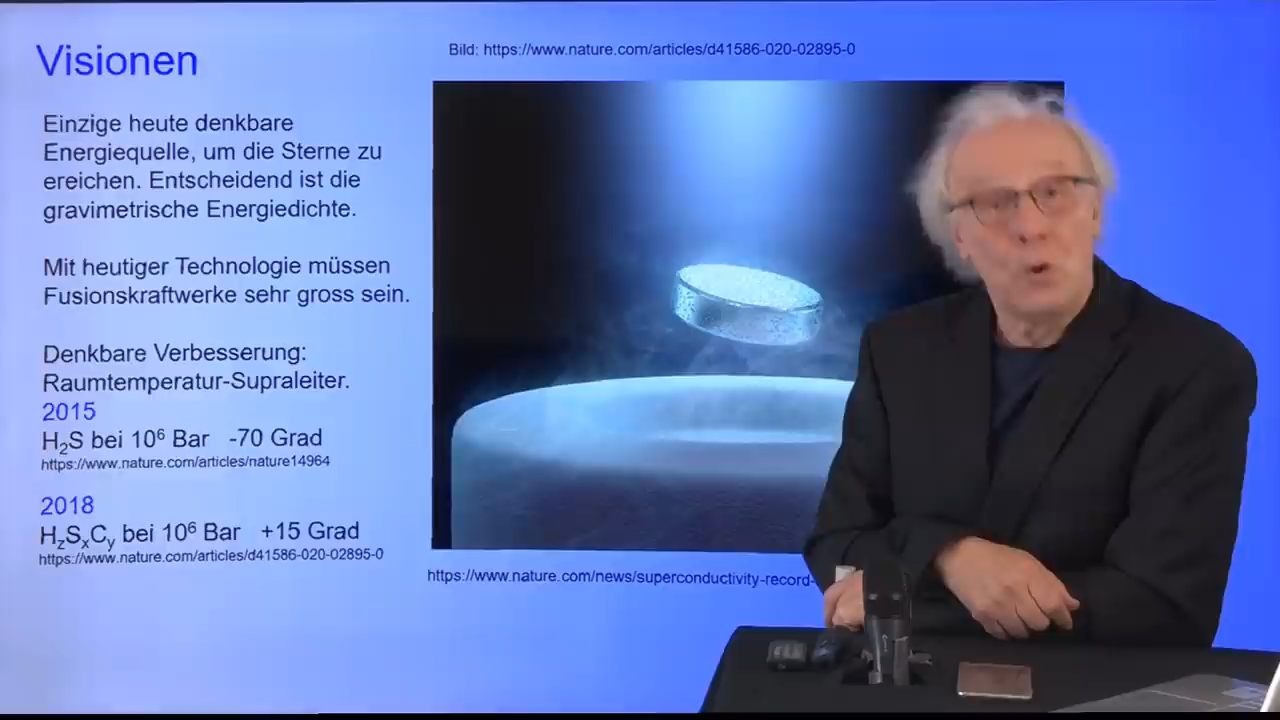 Visionen
Bild: https://www.nature.com/articles/d41586-020-02895-0
Einzige heute denkbare
Energiequelle, um die Sterne zu
ereichen. Entscheidend ist die
gravimetrische Energiedichte.
Mit heutiger Technologie müssen
Fusionskraftwerke sehr gross sein.
Denkbare Verbesserung:
Raumtemperatur-Supraleiter.
2015
H₂S bei 10⁶ Bar -70 Grad
https://www.nature.com/articles/nature14964
2018
H_zS_xC_y bei 10⁶ Bar +15 Grad
https://www.nature.com/articles/d41586-020-02895-0
https://www.nature.com/news/superconductivity-record-